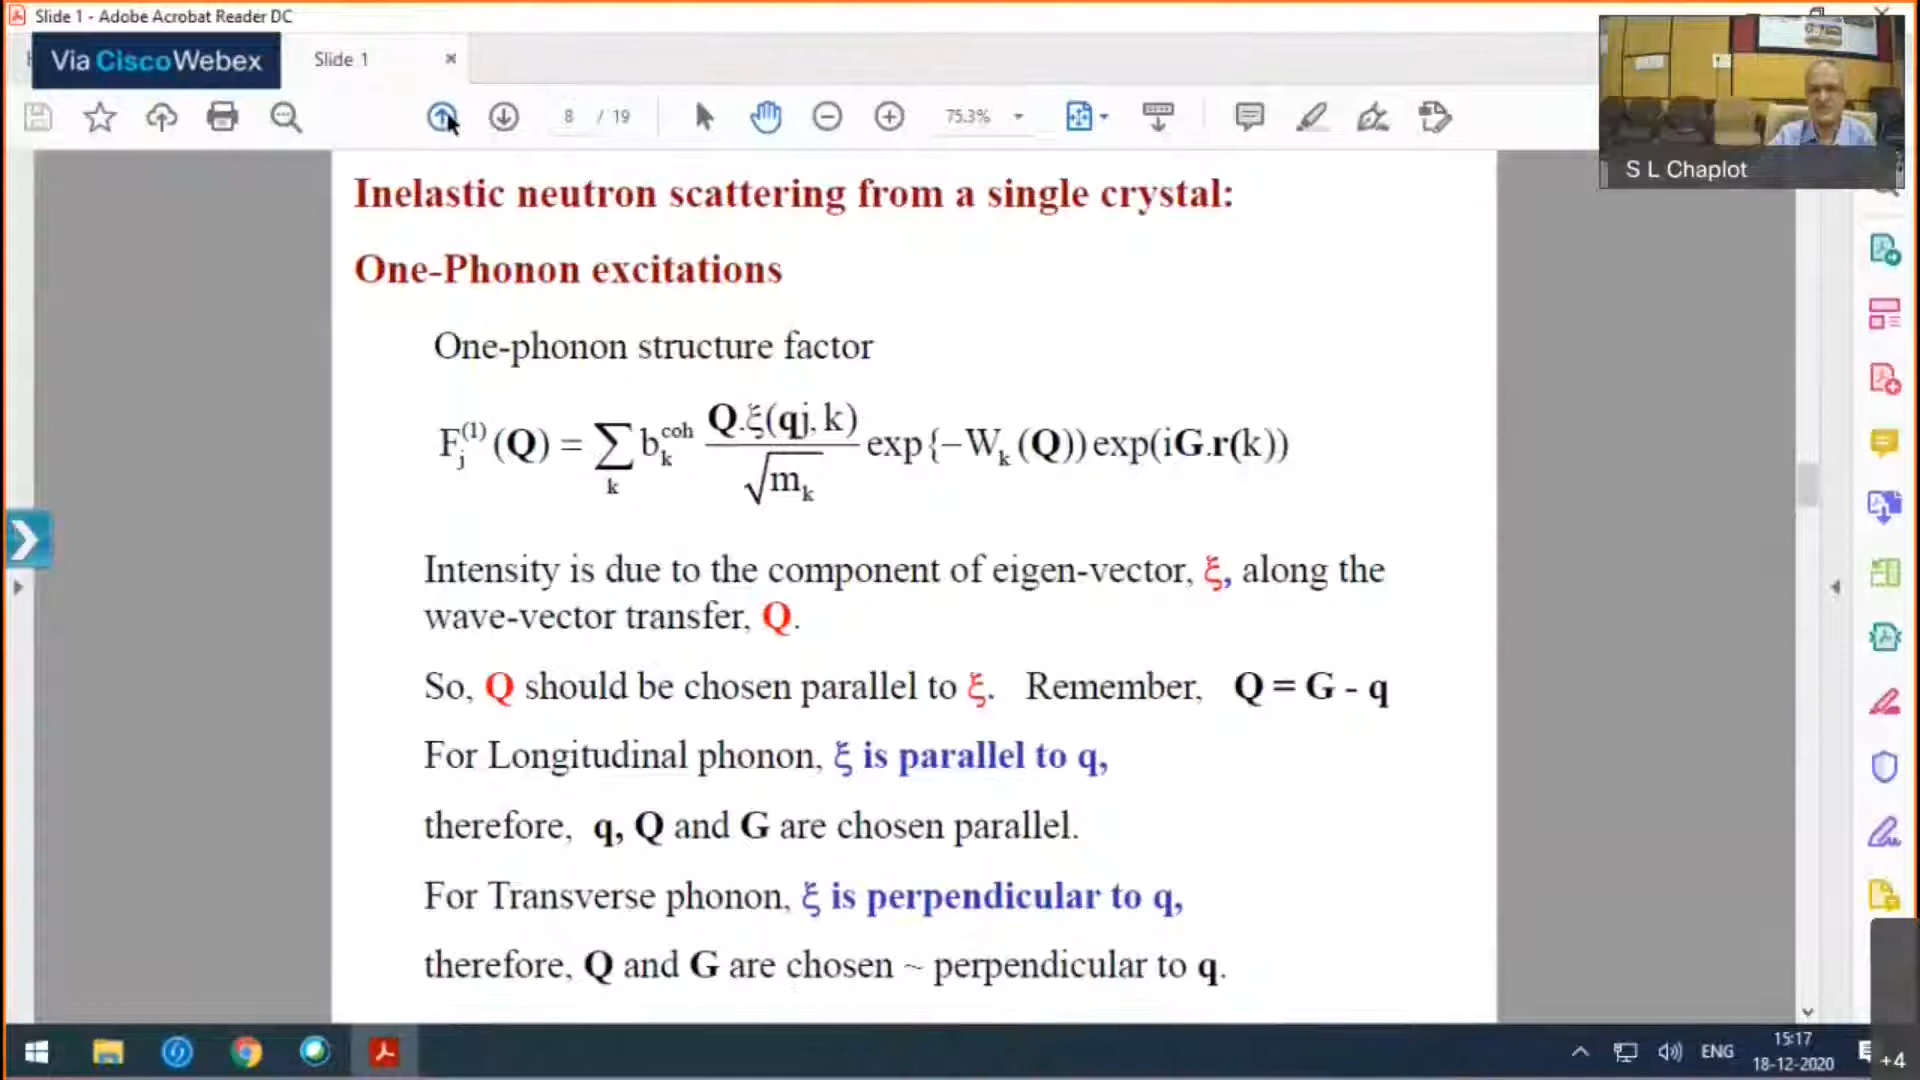 Slide 1 - Adobe Acrobat Reader DC
Via CiscoWebex
Slide 1
8 / 19
75.3%
S L Chaplot
Inelastic neutron scattering from a single crystal:
One-Phonon excitations
One-phonon structure factor
F_j^(1) (Q) = ∑_k b_k^coh Q.ξ(qj, k) / √m_k exp{−W_k (Q)) exp(iG.r(k))
Intensity is due to the component of eigen-vector, ξ, along the
wave-vector transfer, Q.
So, Q should be chosen parallel to ξ. Remember, Q = G - q
For Longitudinal phonon, ξ is parallel to q,
therefore, q, Q and G are chosen parallel.
For Transverse phonon, ξ is perpendicular to q,
therefore, Q and G are chosen ~ perpendicular to q.
ENG
15:17
18-12-2020
+4